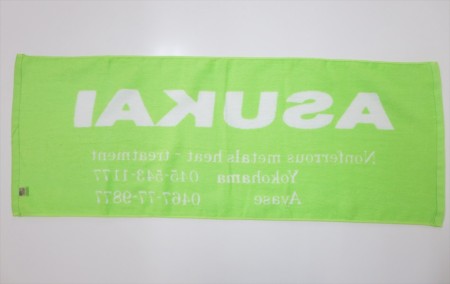 ASUKAI
Nonferrous metals heat - treatment
Yokohama 045-543-1177
Ayase 0467-77-9877